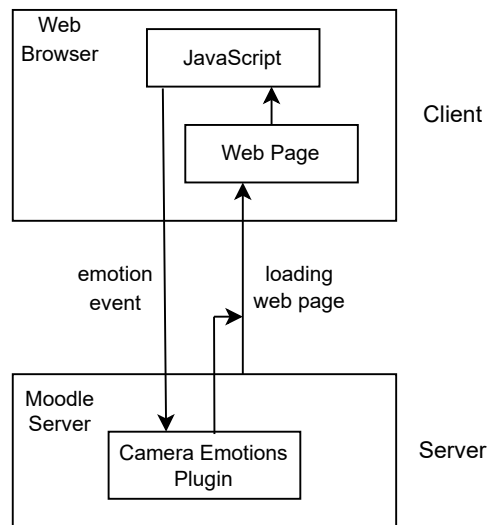 Web
Browser
JavaScript
Client
Web Page
emotion
event
loading
web page
Moodle
Server
Camera Emotions
Plugin
Server